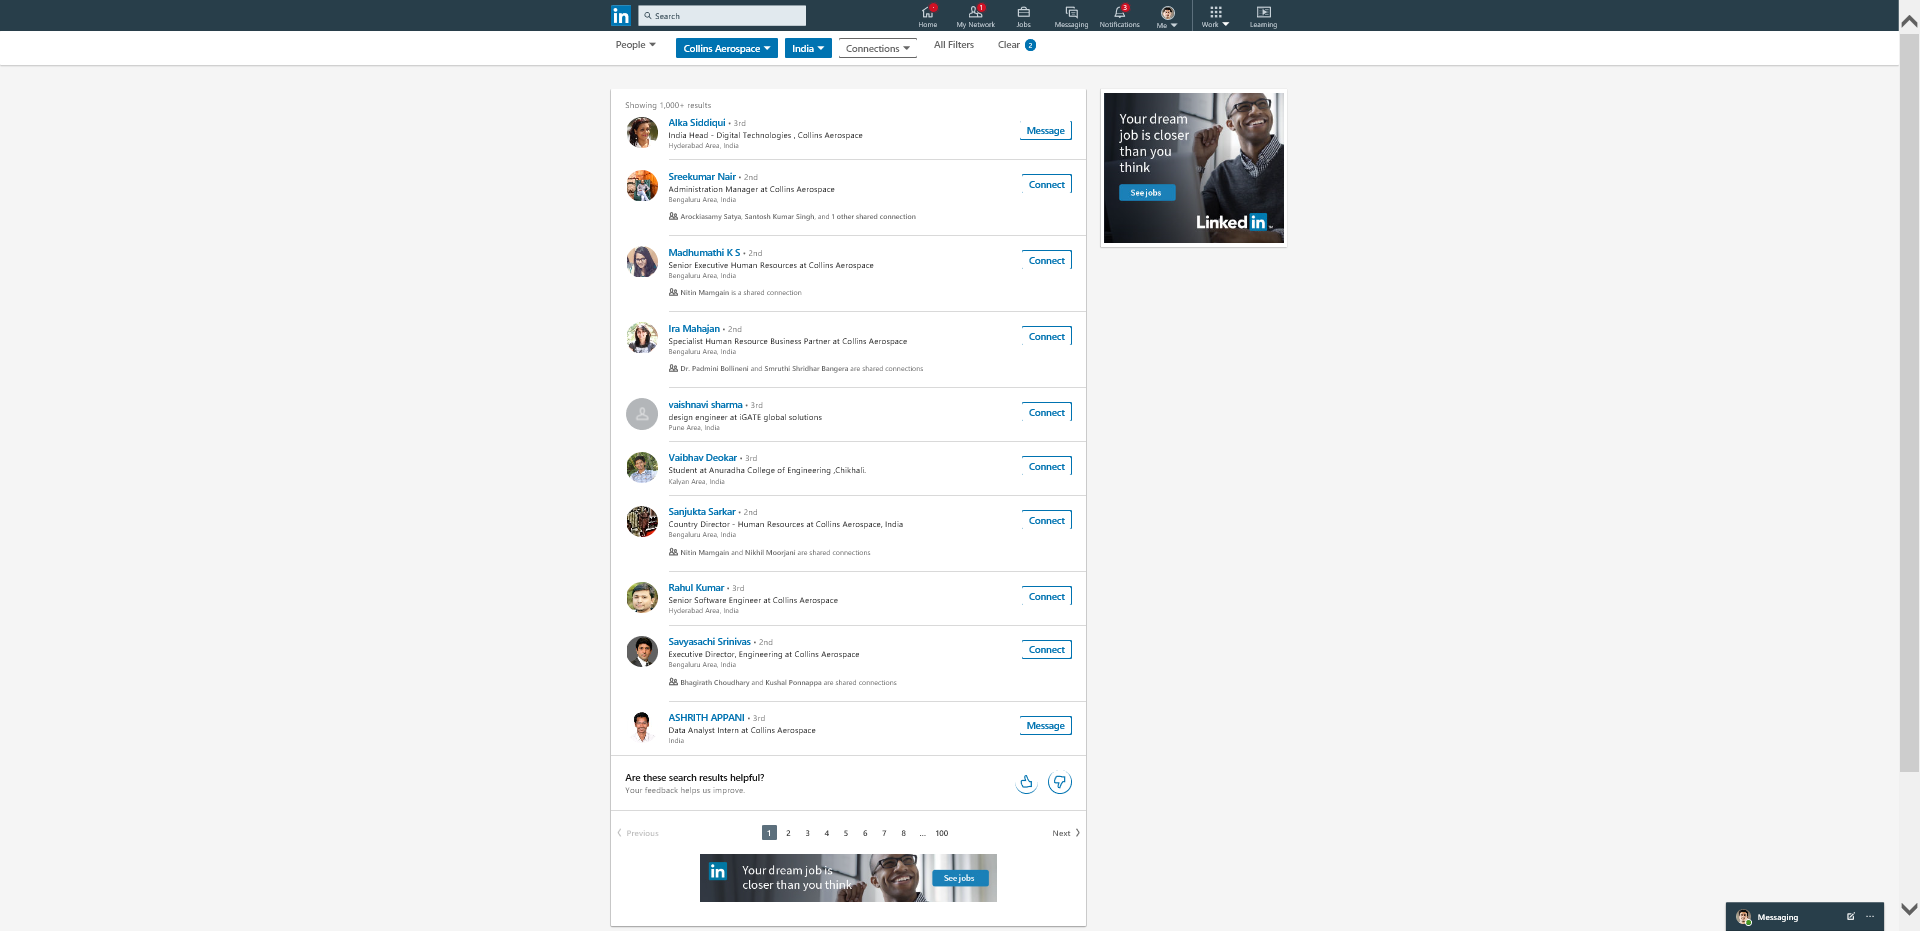 in
Search
Home
1
My Network
Jobs
Messaging
3
Notifications
Me
Work
Learning
People
Collins Aerospace
India
Connections
All Filters
Clear 2
Showing 1,000+ results
Alka Siddiqui • 3rd
India Head - Digital Technologies , Collins Aerospace
Hyderabad Area, India
Message
Sreekumar Nair • 2nd
Administration Manager at Collins Aerospace
Bengaluru Area, India
Arockiasamy Satya, Santosh Kumar Singh, and 1 other shared connection
Connect
Madhumathi K S • 2nd
Senior Executive Human Resources at Collins Aerospace
Bengaluru Area, India
Nitin Mamgain is a shared connection
Connect
Ira Mahajan • 2nd
Specialist Human Resource Business Partner at Collins Aerospace
Bengaluru Area, India
Dr. Padmini Bollineni and Smruthi Shridhar Bangera are shared connections
Connect
vaishnavi sharma • 3rd
design engineer at iGATE global solutions
Pune Area, India
Connect
Vaibhav Deokar • 3rd
Student at Anuradha College of Engineering ,Chikhali.
Kalyan Area, India
Connect
Sanjukta Sarkar • 2nd
Country Director - Human Resources at Collins Aerospace, India
Bengaluru Area, India
Nitin Mamgain and Nikhil Moorjani are shared connections
Connect
Rahul Kumar • 3rd
Senior Software Engineer at Collins Aerospace
Hyderabad Area, India
Connect
Savyasachi Srinivas • 2nd
Executive Director, Engineering at Collins Aerospace
Bengaluru Area, India
Bhagirath Choudhary and Kushal Ponnappa are shared connections
Connect
ASHRITH APPANI • 3rd
Data Analyst Intern at Collins Aerospace
India
Message
Are these search results helpful?
Your feedback helps us improve.
Previous
1 2 3 4 5 6 7 8 ... 100
Next
in
Your dream job is
closer than you think
See jobs
Your dream
job is closer
than you
think
See jobs
Linked in
Messaging